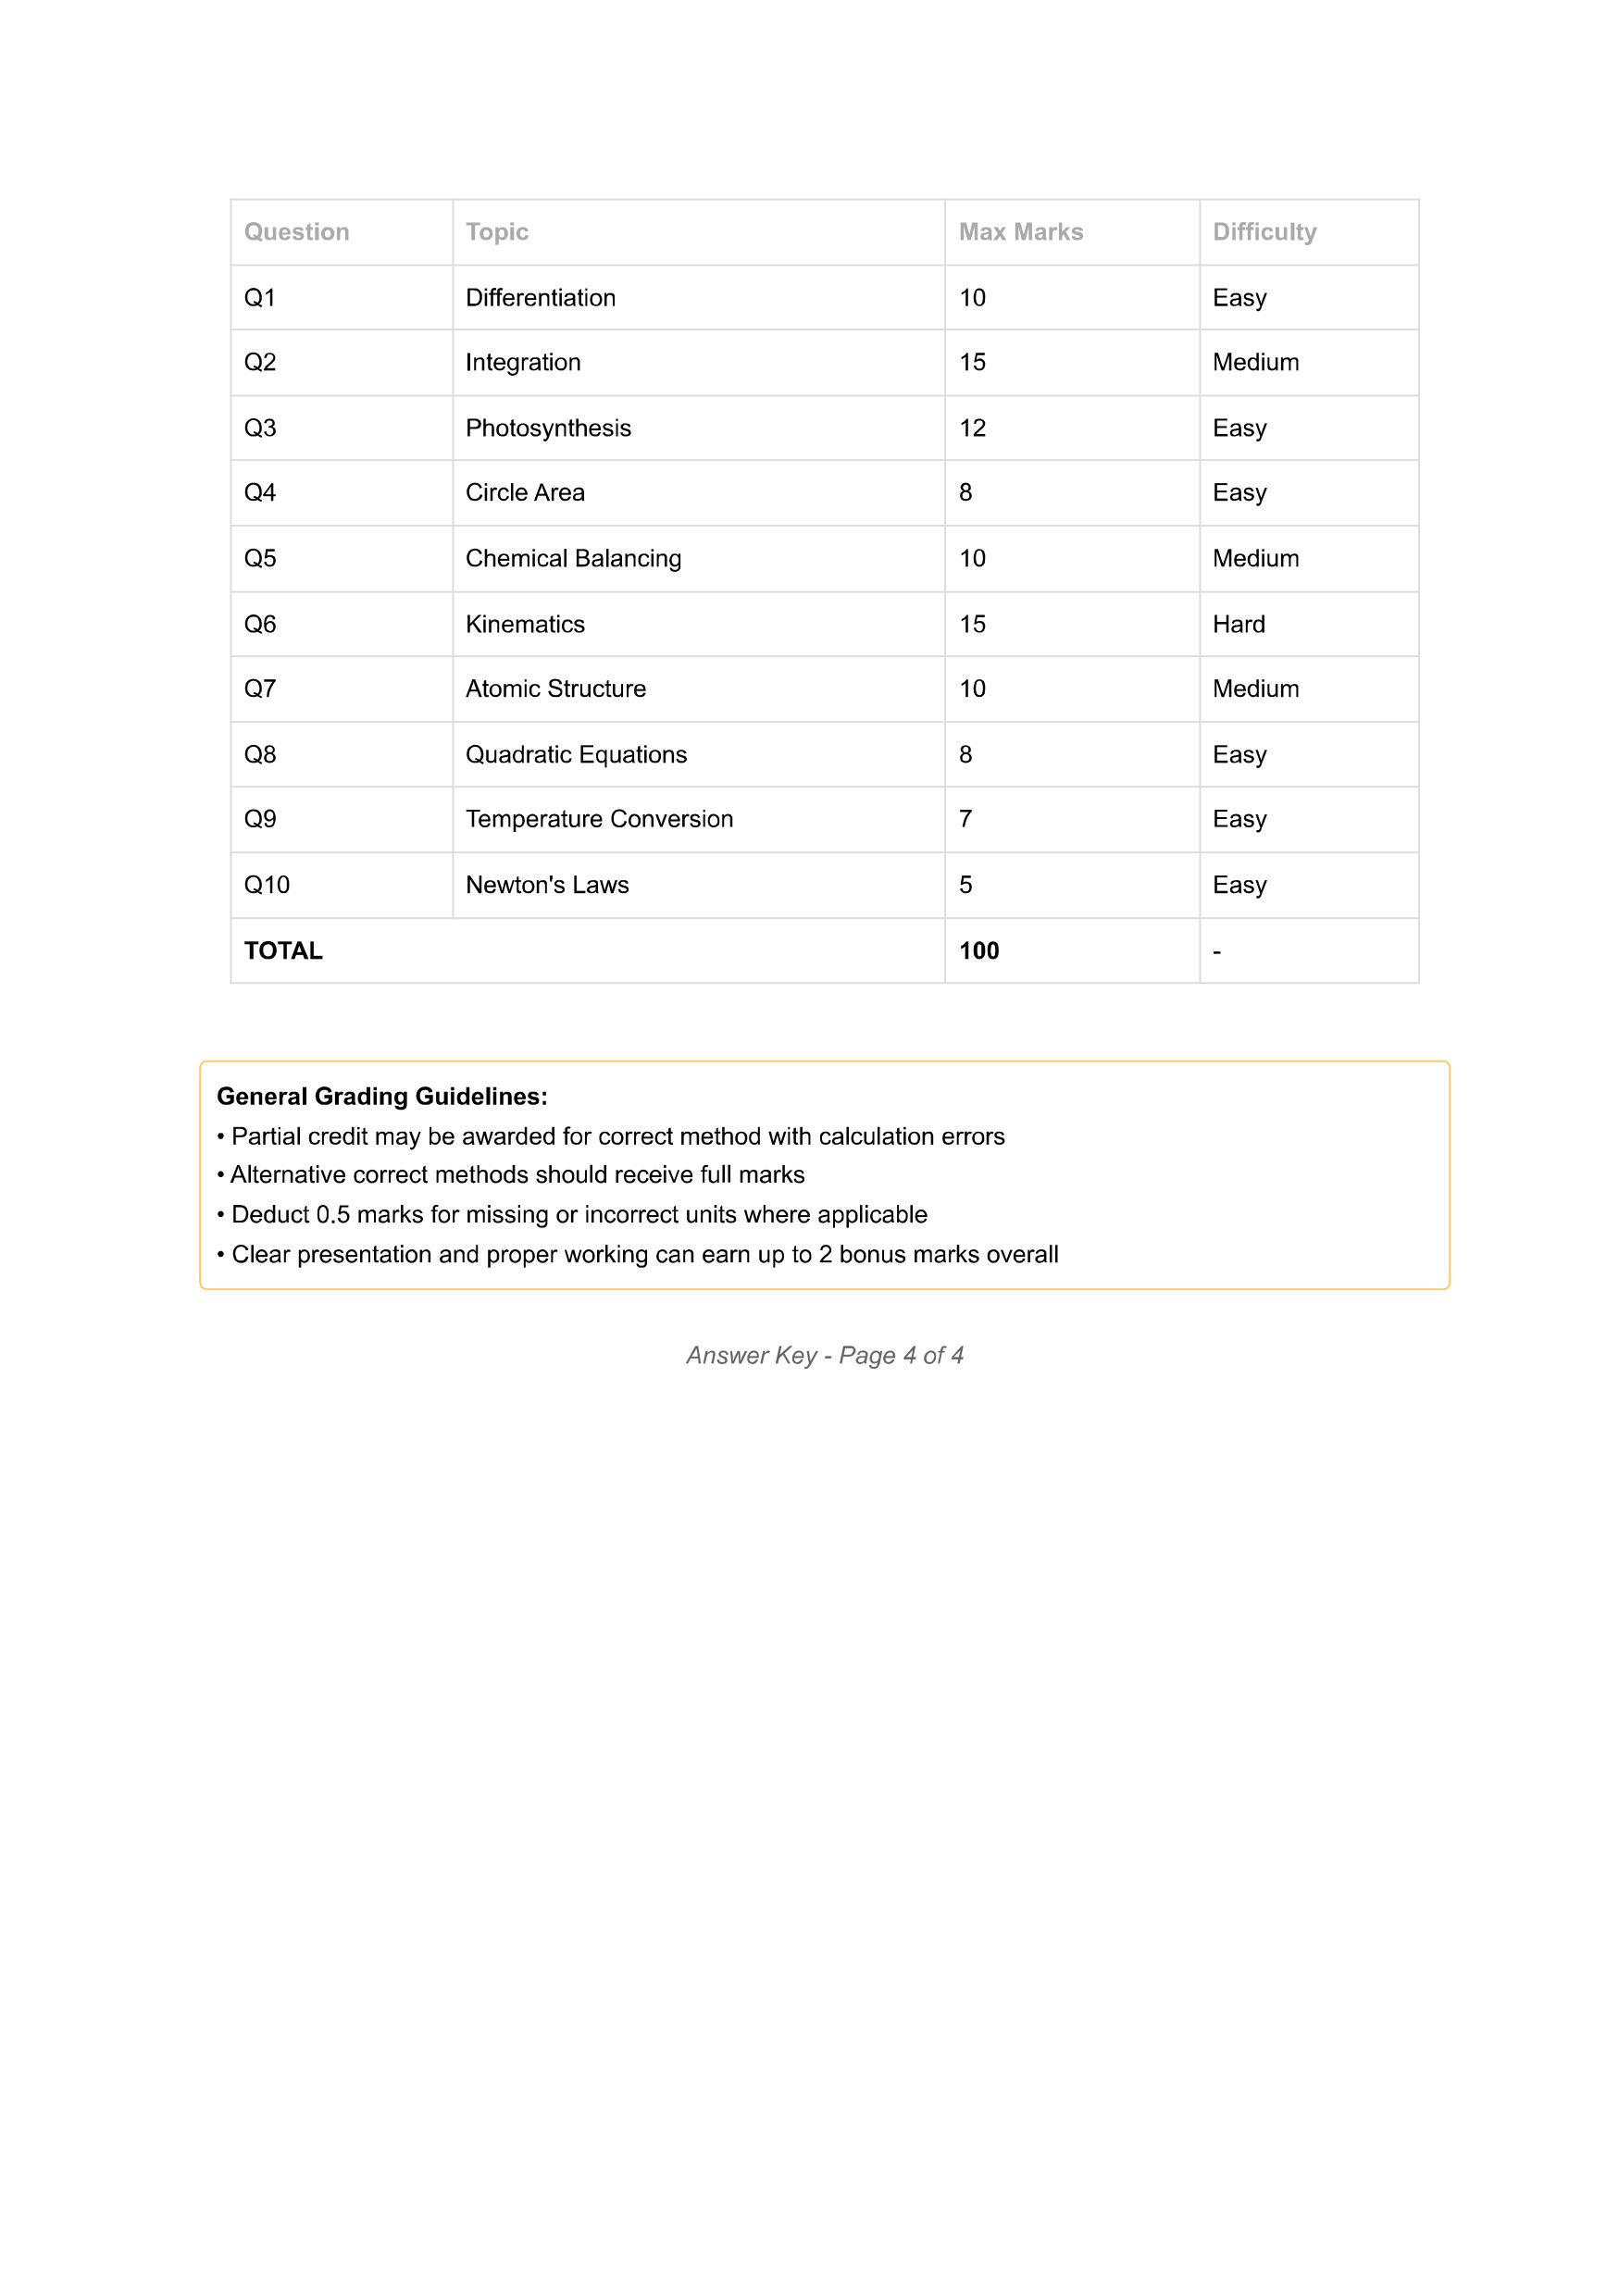 Question Topic Max Marks Difficulty
Q1 Differentiation 10 Easy
Q2 Integration 15 Medium
Q3 Photosynthesis 12 Easy
Q4 Circle Area 8 Easy
Q5 Chemical Balancing 10 Medium
Q6 Kinematics 15 Hard
Q7 Atomic Structure 10 Medium
Q8 Quadratic Equations 8 Easy
Q9 Temperature Conversion 7 Easy
Q10 Newton's Laws 5 Easy
TOTAL 100 -
General Grading Guidelines:
• Partial credit may be awarded for correct method with calculation errors
• Alternative correct methods should receive full marks
• Deduct 0.5 marks for missing or incorrect units where applicable
• Clear presentation and proper working can earn up to 2 bonus marks overall
Answer Key - Page 4 of 4